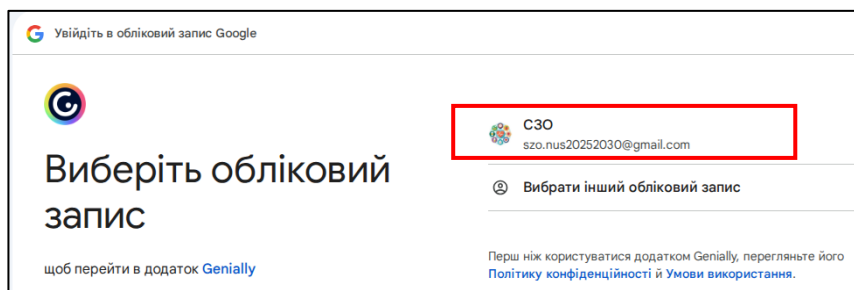 Увійдіть в обліковий запис Google
Виберіть обліковий
запис
щоб перейти в додаток Genially
СЗО
szo.nus20252030@gmail.com
Вибрати інший обліковий запис
Перш ніж користуватися додатком Genially, перегляньте його
Політику конфіденційності й Умови використання.